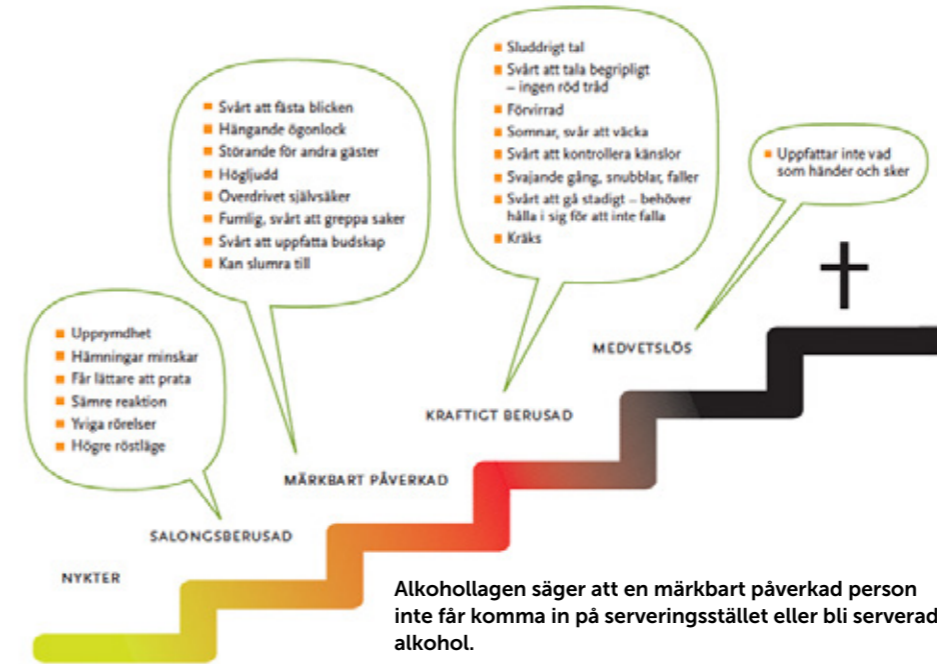 Sluddrigt tal
Svårt att tala begripligt
– ingen röd tråd
Förvirrad
Somnar, svår att väcka
Svårt att kontrollera känslor
Svajande gång, snubblar, faller
Svårt att gå stadigt – behöver
hålla i sig för att inte falla
Kräks
Svårt att fästa blicken
Hängande ögonlock
Störande för andra gäster
Högljudd
Överdrivet självsäker
Fumlig, svårt att greppa saker
Svårt att uppfatta budskap
Kan slumra till
Uppfattar inte vad
som händer och sker
Upprymdhet
Hämningar minskar
Får lättare att prata
Sämre reaktion
Yviga rörelser
Högre röstläge
MEDVETSLÖS
KRAFTIGT BERUSAD
MÄRKBART PÅVERKAD
SALONGSBERUSAD
NYKTER
Alkohollagen säger att en märkbart påverkad person
inte får komma in på serveringsstället eller bli serverad
alkohol.